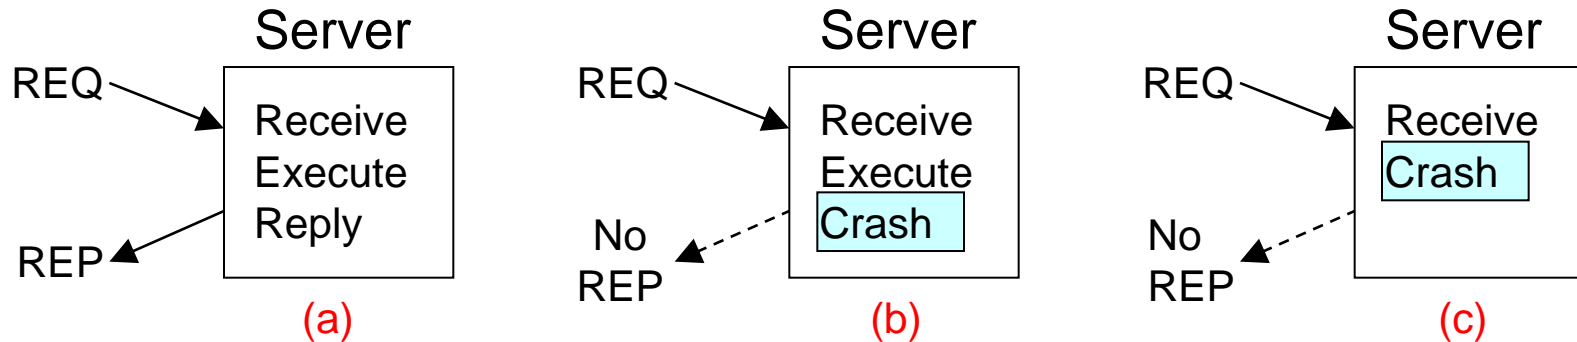 Server
REQ
Receive
Execute
Reply
REP
(a)
Server
REQ
Receive
Execute
Crash
No
REP
(b)
Server
REQ
Receive
Crash
No
REP
(c)